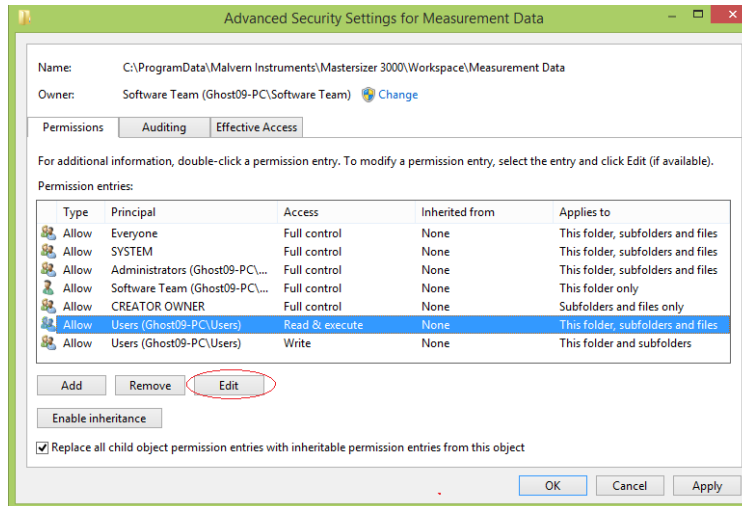 Advanced Security Settings for Measurement Data
Name: C:\ProgramData\Malvern Instruments\Mastersizer 3000\Workspace\Measurement Data
Owner: Software Team (Ghost09-PC\Software Team) Change
Permissions Auditing Effective Access
For additional information, double-click a permission entry. To modify a permission entry, select the entry and click Edit (if available).
Permission entries:
Type Principal Access Inherited from Applies to
Allow Everyone Full control None This folder, subfolders and files
Allow SYSTEM Full control None This folder, subfolders and files
Allow Administrators (Ghost09-PC\... Full control None This folder, subfolders and files
Allow Software Team (Ghost09-PC\... Full control None This folder only
Allow CREATOR OWNER Full control None Subfolders and files only
Allow Users (Ghost09-PC\Users) Read & execute None This folder, subfolders and files
Allow Users (Ghost09-PC\Users) Write None This folder and subfolders
Add Remove Edit
Enable inheritance
Replace all child object permission entries with inheritable permission entries from this object
OK Cancel Apply